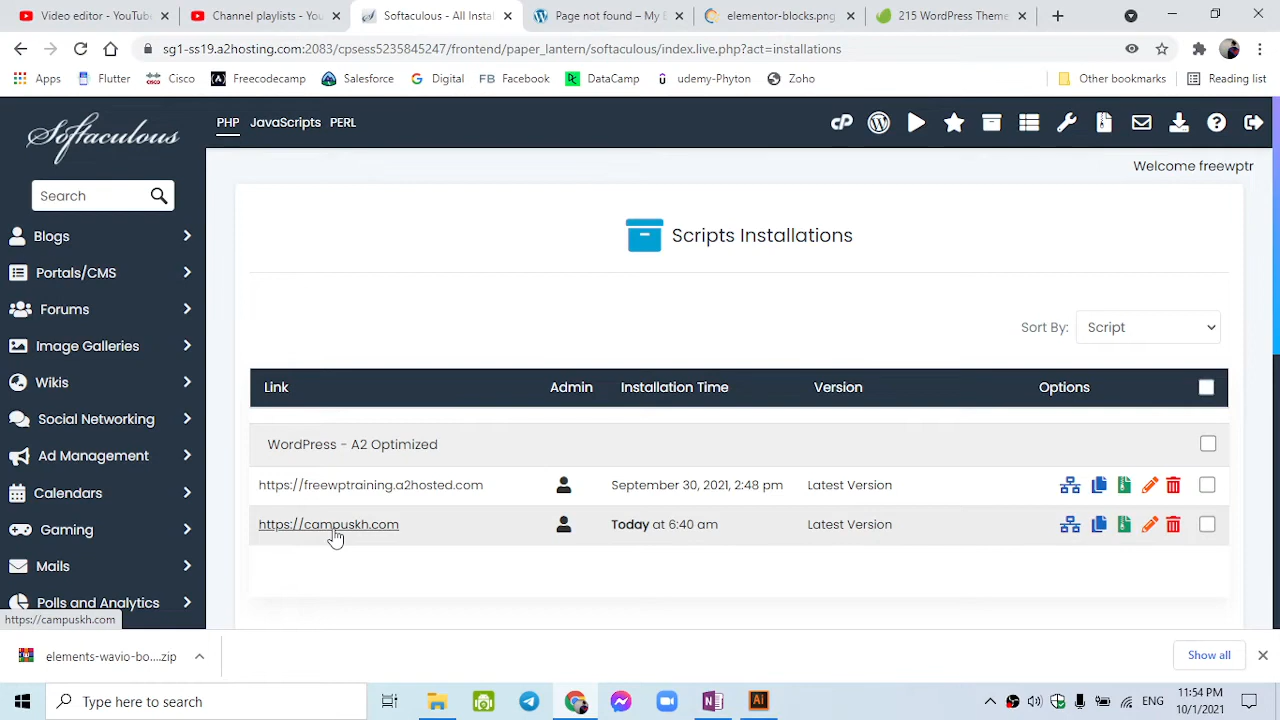 Video editor - YouTub
Channel playlists - Yo
Softaculous - All Instal
Page not found – My B
elementor-blocks.png
215 WordPress Theme
sg1-ss19.a2hosting.com:2083/cpsess5235845247/frontend/paper_lantern/softaculous/index.live.php?act=installations
Apps
Flutter
Cisco
Freecodecamp
Salesforce
Digital
Facebook
DataCamp
udemy-Phyton
Zoho
Other bookmarks
Reading list
Softaculous
PHP JavaScripts PERL
Welcome freewptr
Search
Blogs
Portals/CMS
Forums
Image Galleries
Wikis
Social Networking
Ad Management
Calendars
Gaming
Mails
Polls and Analytics
Scripts Installations
Sort By: Script
Link Admin Installation Time Version Options
WordPress - A2 Optimized
https://freewptraining.a2hosted.com September 30, 2021, 2:48 pm Latest Version
https://campuskh.com Today at 6:40 am Latest Version
https://campuskh.com
elements-wavio-bo....zip
Show all
Type here to search
ENG
11:54 PM
10/1/2021